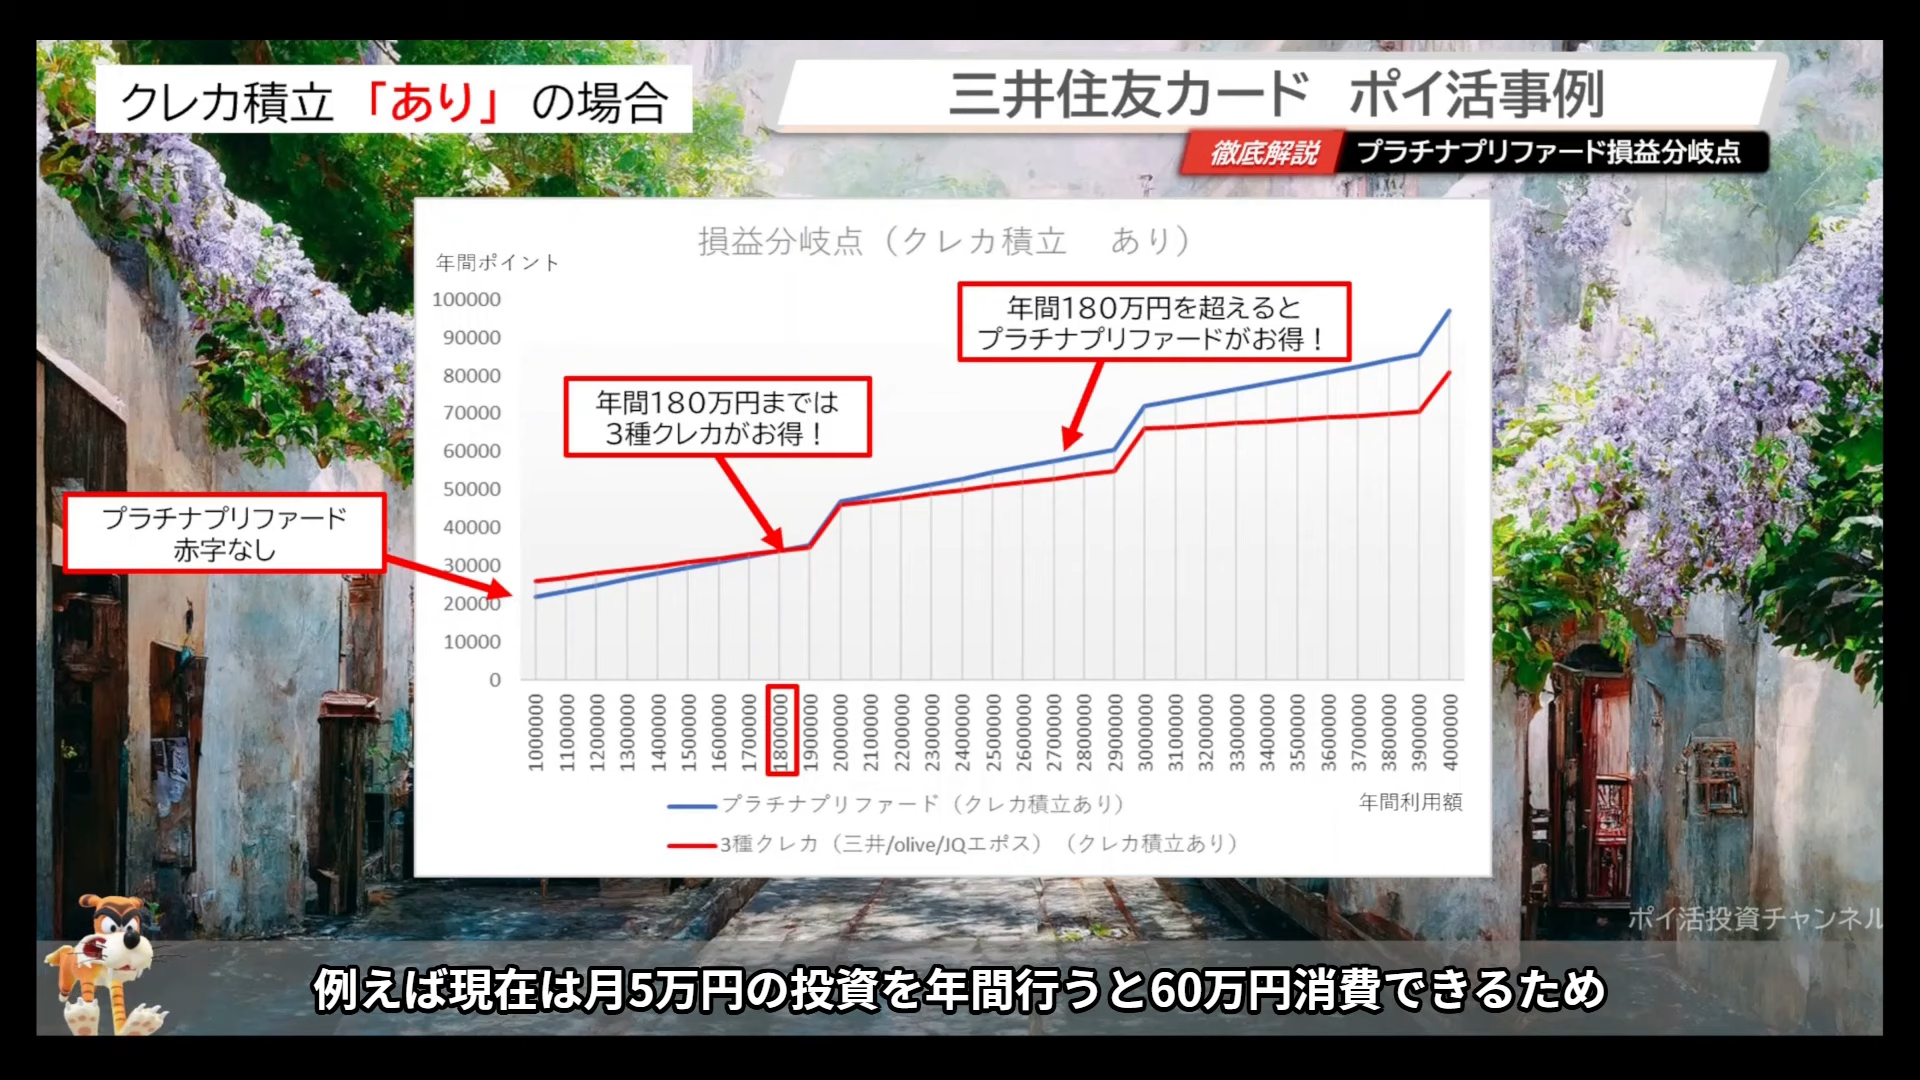 クレカ積立「あり」の場合
三井住友カード ポイ活事例
徹底解説 プラチナプリファード損益分岐点
損益分岐点（クレカ積立 あり）
年間ポイント
100000
90000
80000
70000
60000
50000
40000
30000
20000
10000
0
年間180万円を超えると
プラチナプリファードがお得！
年間180万円までは
3種クレカがお得！
プラチナプリファード
赤字なし
1000000 1100000 1200000 1300000 1400000 1500000 1600000 1700000 1800000 1900000 2000000 2100000 2200000 2300000 2400000 2500000 2600000 2700000 2800000 2900000 3000000 3100000 3200000 3300000 3400000 3500000 3600000 3700000 3800000 3900000 4000000
プラチナプリファード（クレカ積立あり）
年間利用額
3種クレカ（三井/olive/JQエポス）（クレカ積立あり）
ポイ活投資チャンネル
例えば現在は月5万円の投資を年間行うと60万円消費できるため